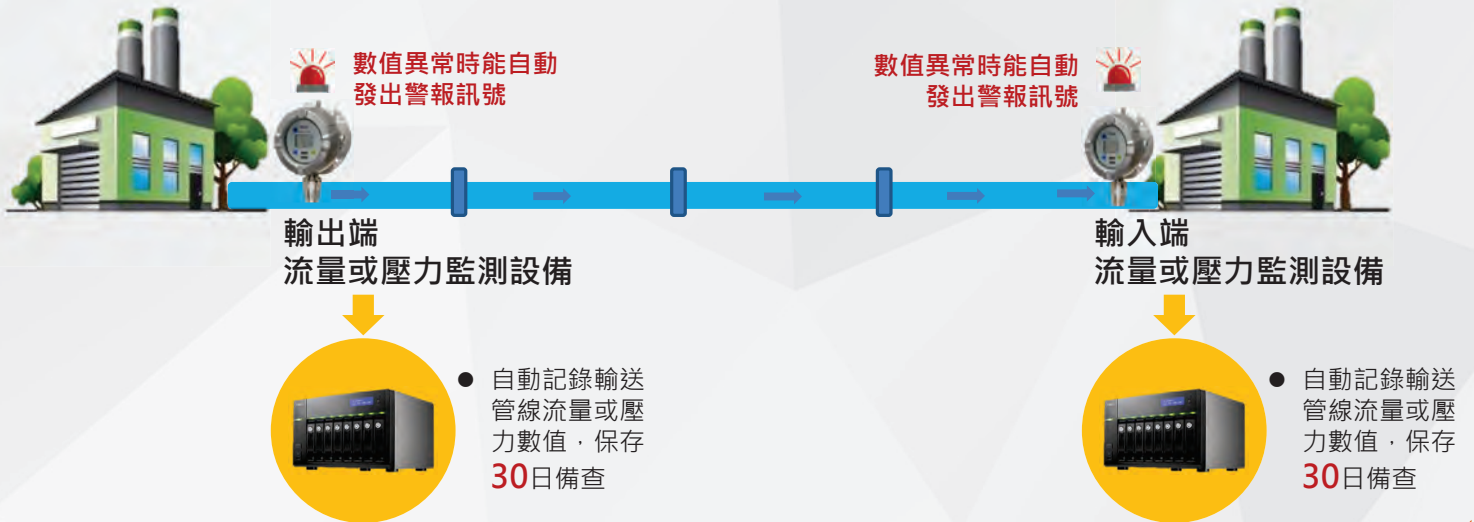 數值異常時能自動
發出警報訊號
數值異常時能自動
發出警報訊號
輸出端
流量或壓力監測設備
輸入端
流量或壓力監測設備
● 自動記錄輸送
管線流量或壓
力數值，保存
30日備查
● 自動記錄輸送
管線流量或壓
力數值，保存
30日備查